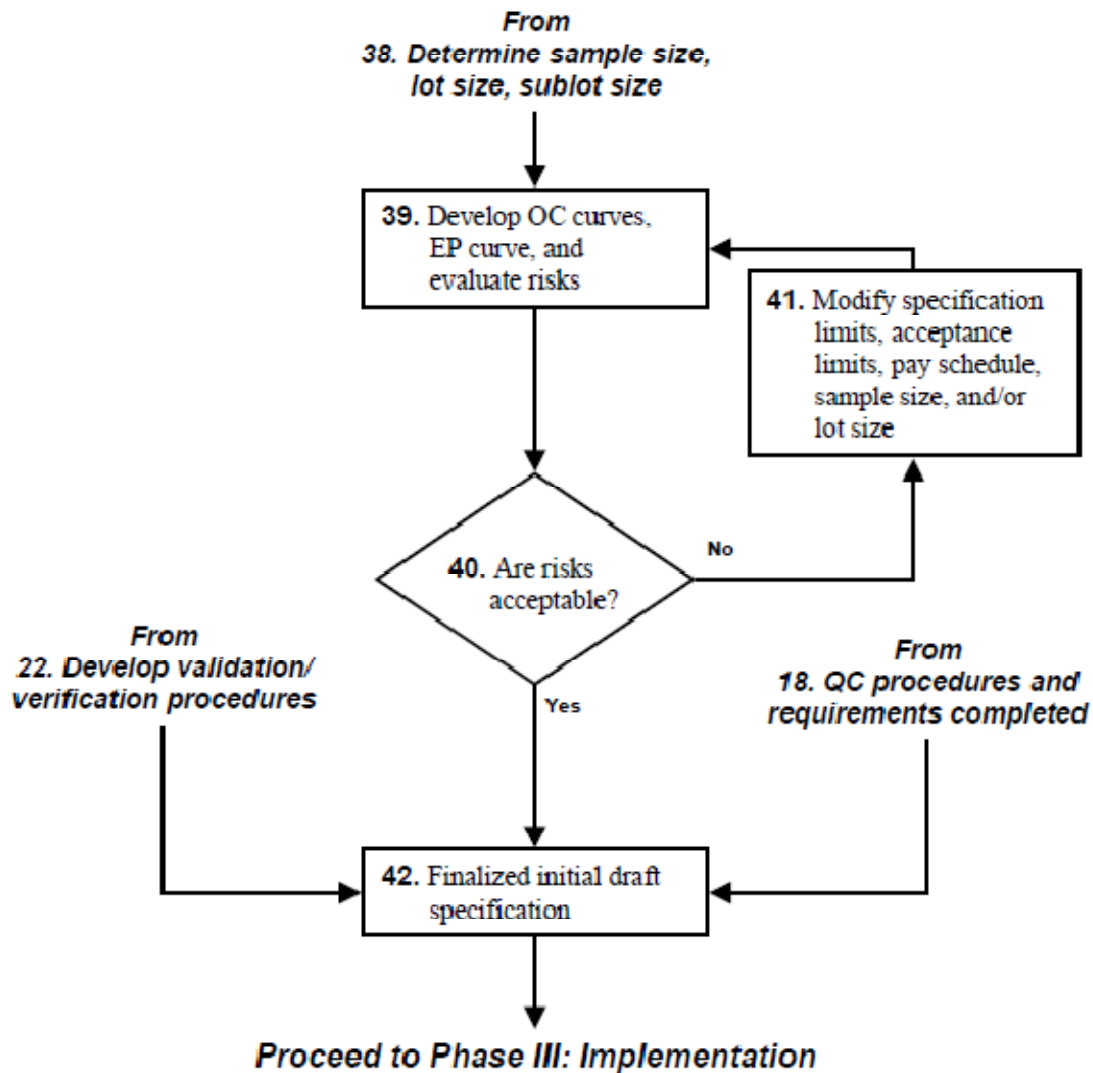 From
38. Determine sample size,
lot size, sublot size
39. Develop OC curves,
EP curve, and
evaluate risks
41. Modify specification
limits, acceptance
limits, pay schedule,
sample size, and/or
lot size
No
40. Are risks
acceptable?
From
22. Develop validation/
verification procedures
Yes
From
18. QC procedures and
requirements completed
42. Finalized initial draft
specification
Proceed to Phase III: Implementation